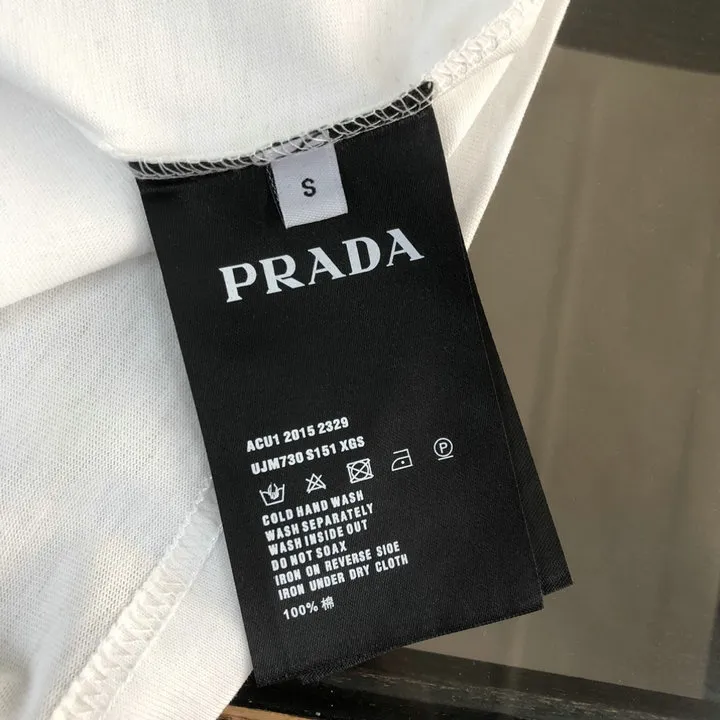 S
PRADA
ACU1 2015 2329
UJM730 S151 XGS
P
COLD HAND WASH
WASH SEPARATELY
WASH INSIDE OUT
DO NOT SOAX
IRON ON REVERSE SIDE
IRON UNDER DRY CLOTH
100% 棉